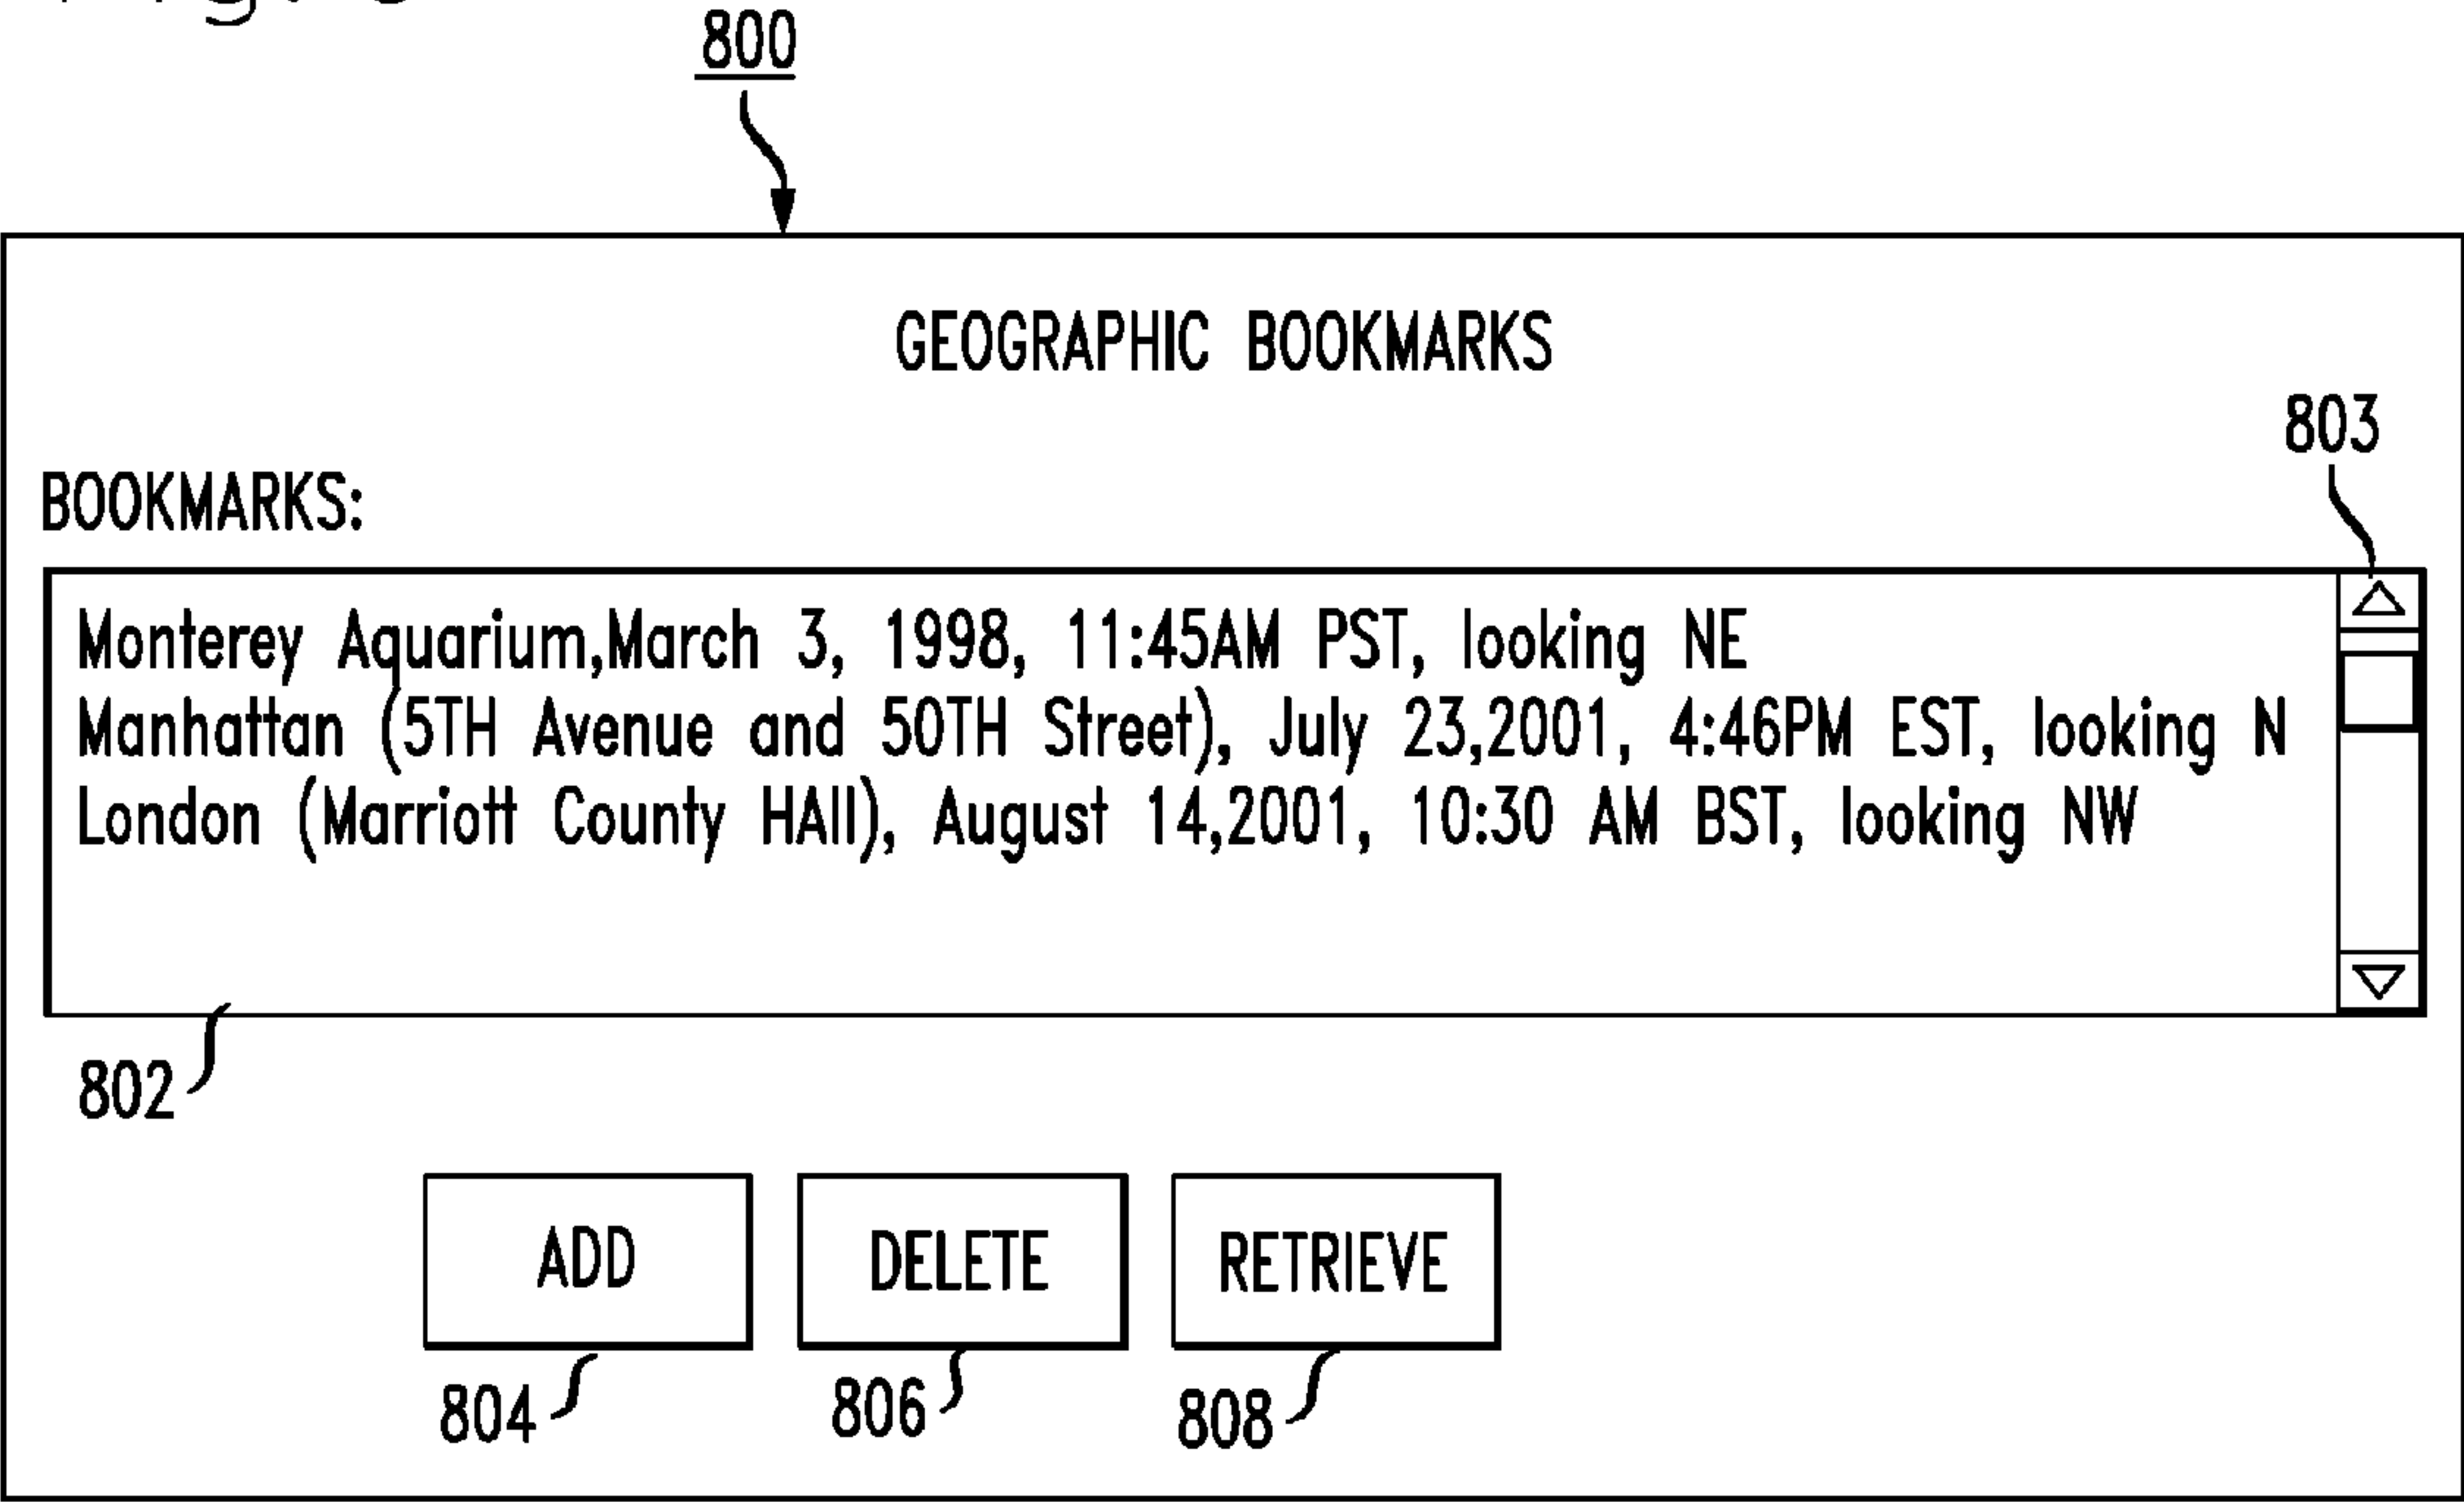 800
GEOGRAPHIC BOOKMARKS
803
BOOKMARKS:
Monterey Aquarium,March 3, 1998, 11:45AM PST, looking NE
Manhattan (5TH Avenue and 50TH Street), July 23,2001, 4:46PM EST, looking N
London (Marriott County HAll), August 14,2001, 10:30 AM BST, looking NW
802
ADD DELETE RETRIEVE
804 806 808